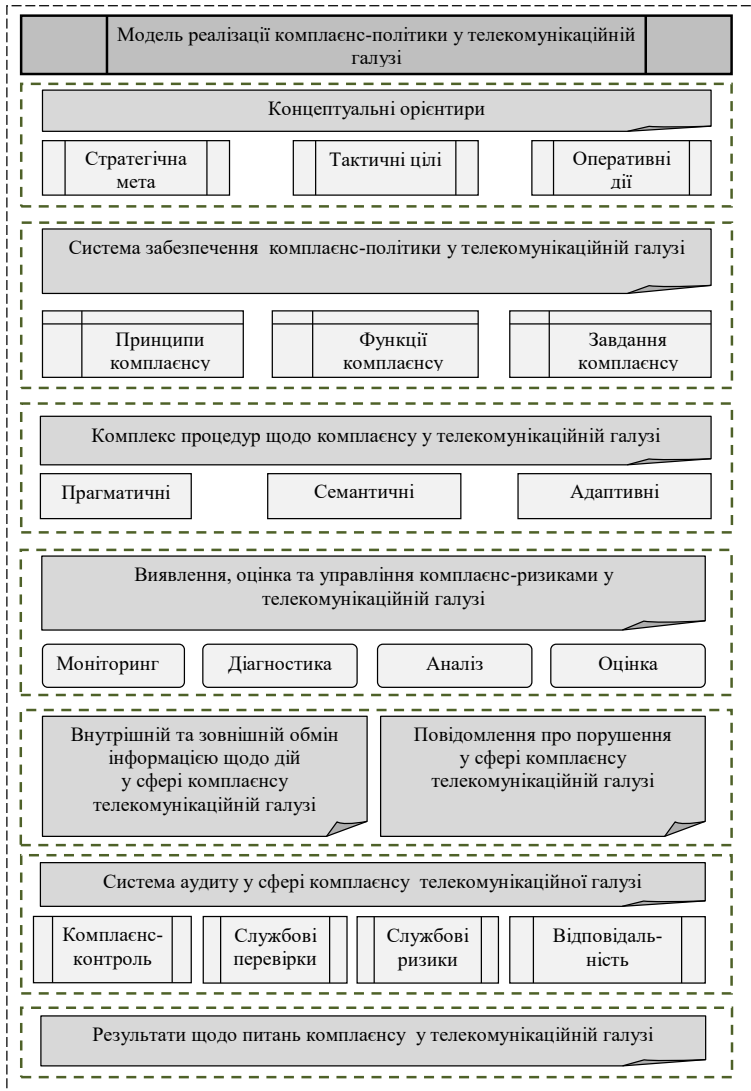 Модель реалізації комплаєнс-політики у телекомунікаційній
галузі
Концептуальні орієнтири
Стратегічна
мета
Тактичні цілі
Оперативні
дії
Система забезпечення комплаєнс-політики у телекомунікаційній галузі
Принципи
комплаєнсу
Функції
комплаєнсу
Завдання
комплаєнсу
Комплекс процедур щодо комплаєнсу у телекомунікаційній галузі
Прагматичні
Семантичні
Адаптивні
Виявлення, оцінка та управління комплаєнс-ризиками у
телекомунікаційній галузі
Моніторинг
Діагностика
Аналіз
Оцінка
Внутрішній та зовнішній обмін
інформацією щодо дій
у сфері комплаєнсу
телекомунікаційній галузі
Повідомлення про порушення
у сфері комплаєнсу
телекомунікаційній галузі
Система аудиту у сфері комплаєнсу телекомунікаційної галузі
Комплаєнс-
контроль
Службові
перевірки
Службові
ризики
Відповідаль-
ність
Результати щодо питань комплаєнсу у телекомунікаційній галузі